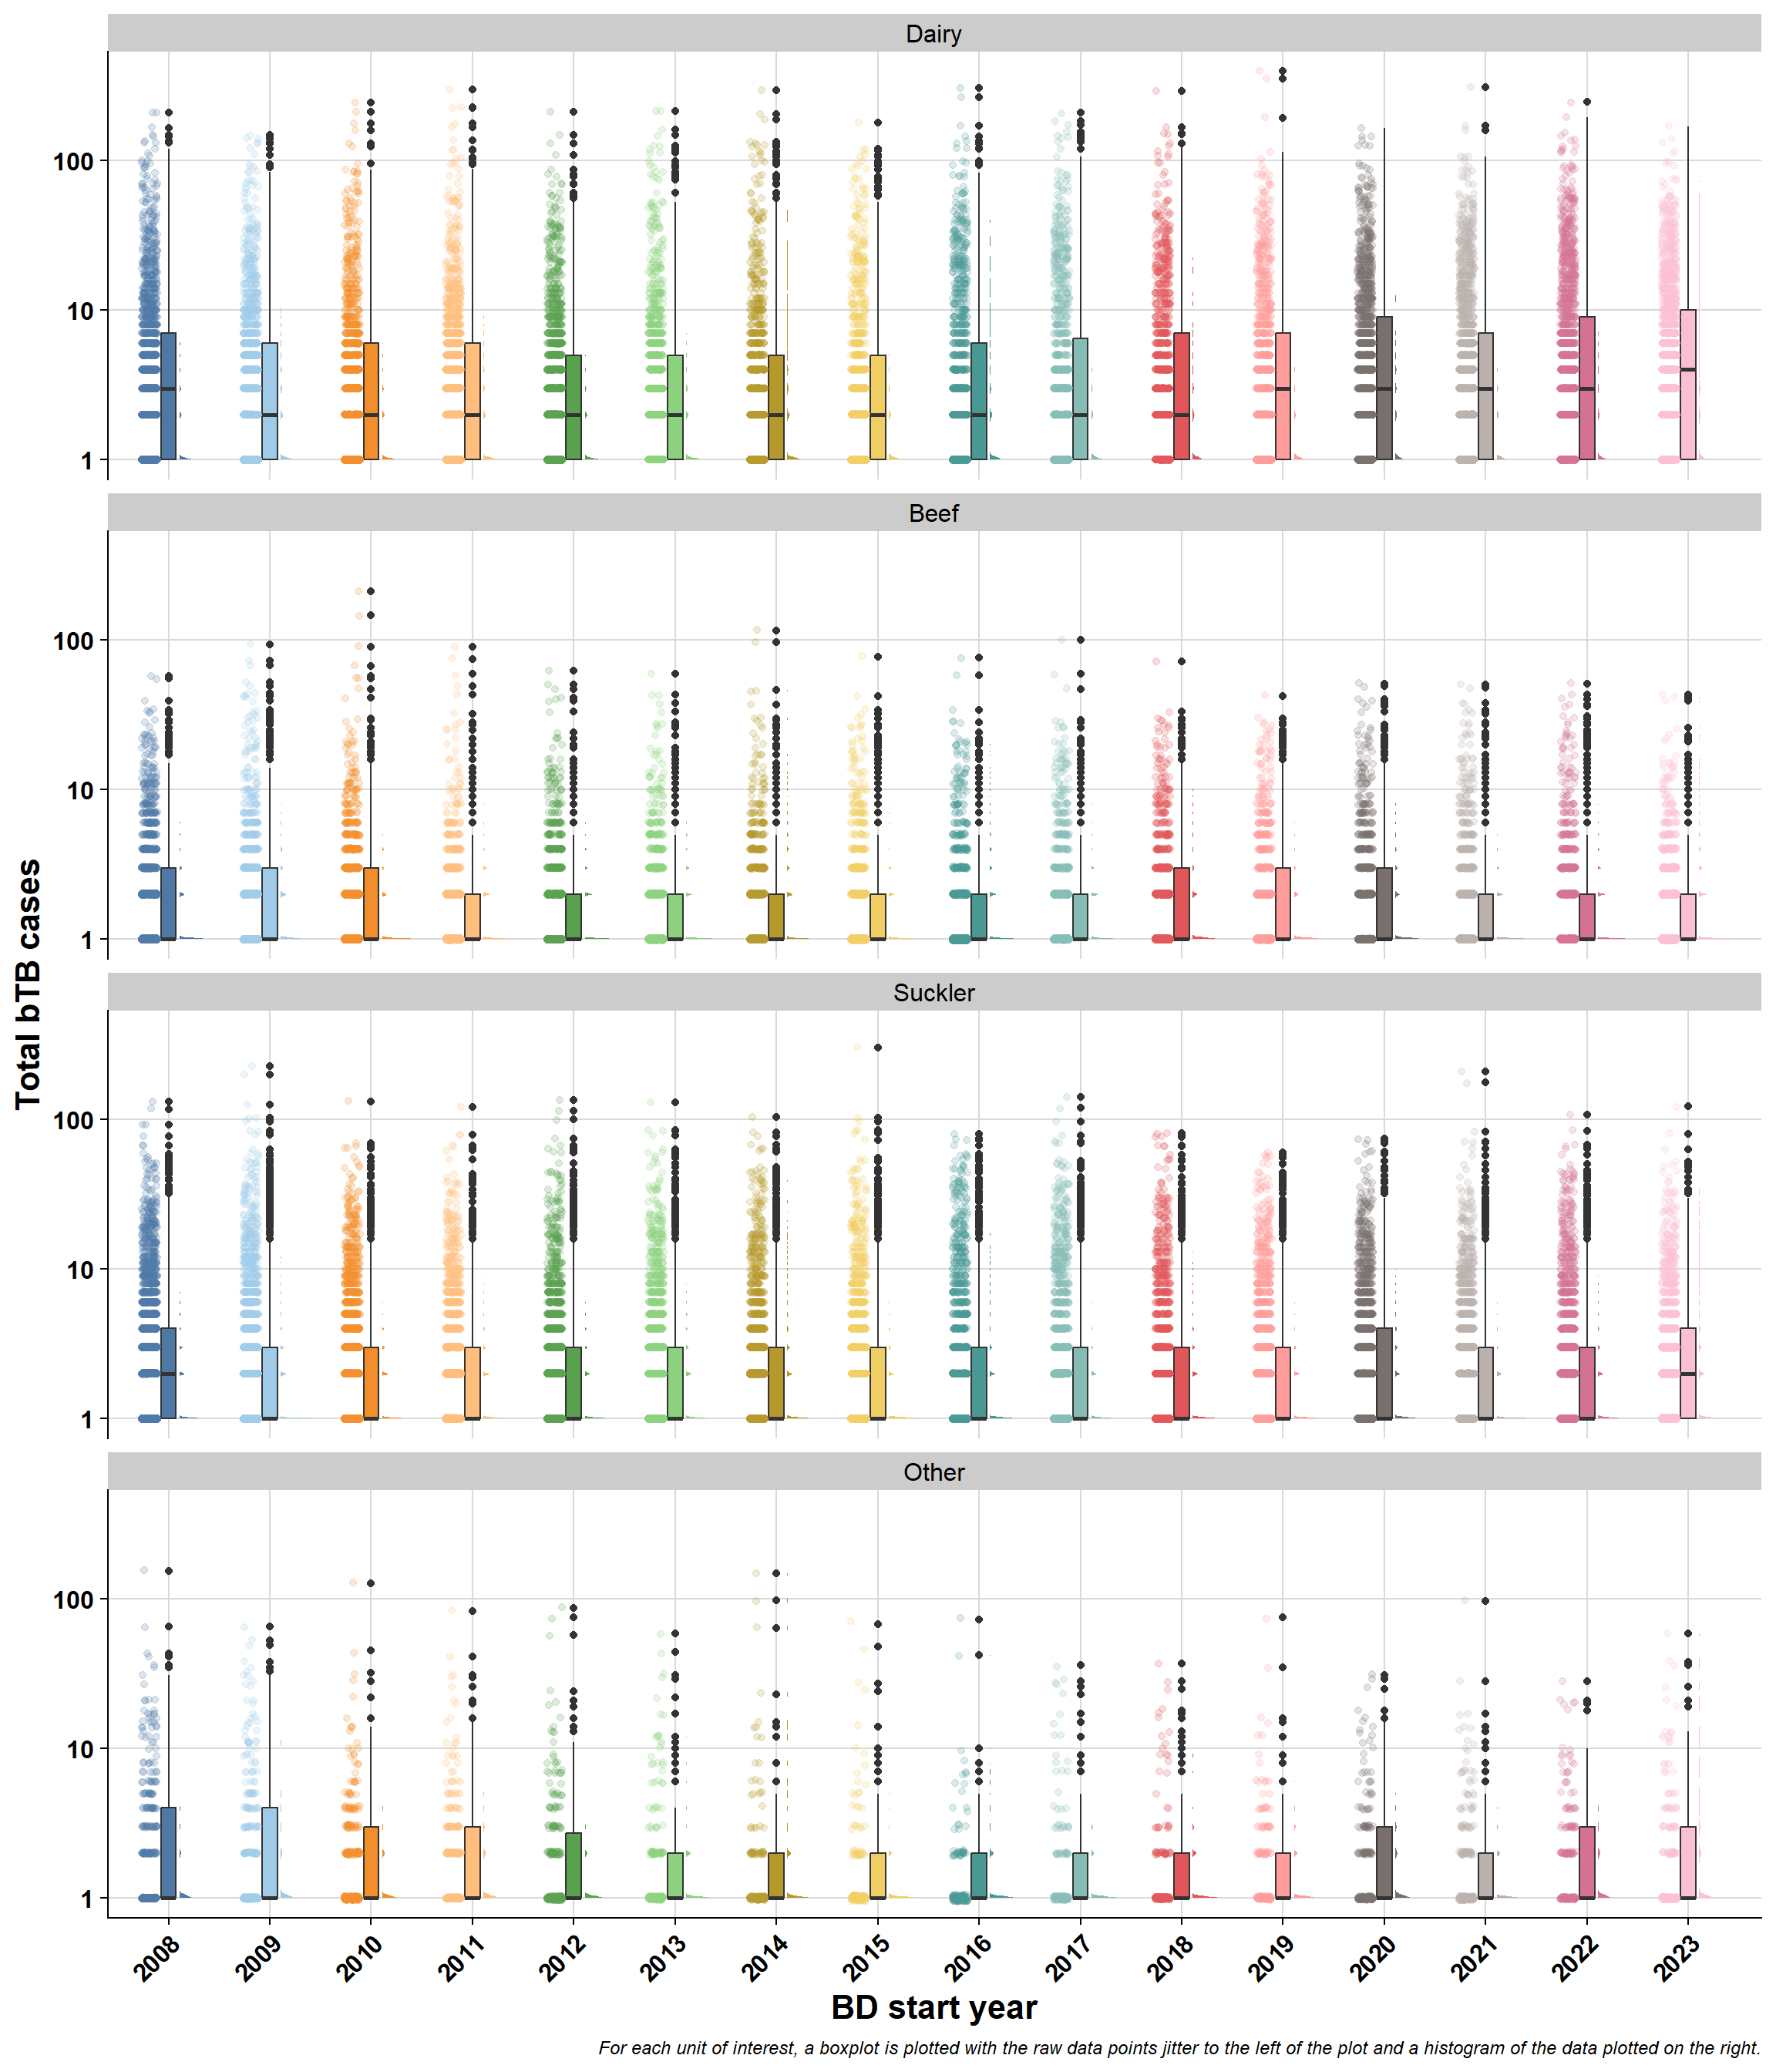 Dairy
100
10
1
Beef
100
10
1
Suckler
100
10
1
Other
100
10
1
Total bTB cases
2008 2009 2010 2011 2012 2013 2014 2015 2016 2017 2018 2019 2020 2021 2022 2023
BD start year
For each unit of interest, a boxplot is plotted with the raw data points jitter to the left of the plot and a histogram of the data plotted on the right.